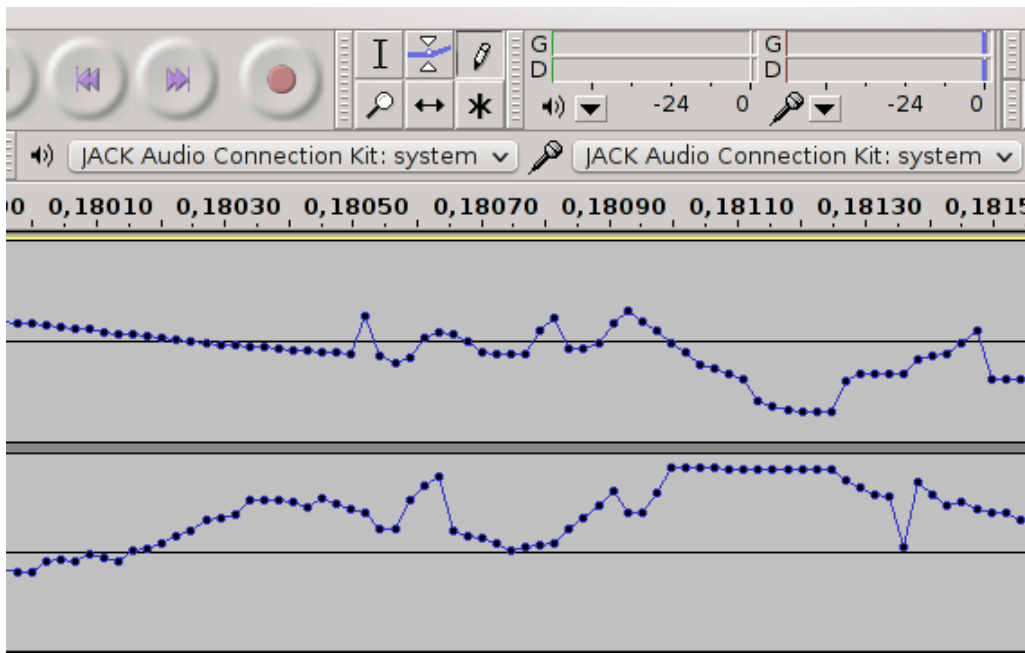 G G
D D
-24 0 -24 0
JACK Audio Connection Kit: system JACK Audio Connection Kit: system
0,18010 0,18030 0,18050 0,18070 0,18090 0,18110 0,18130